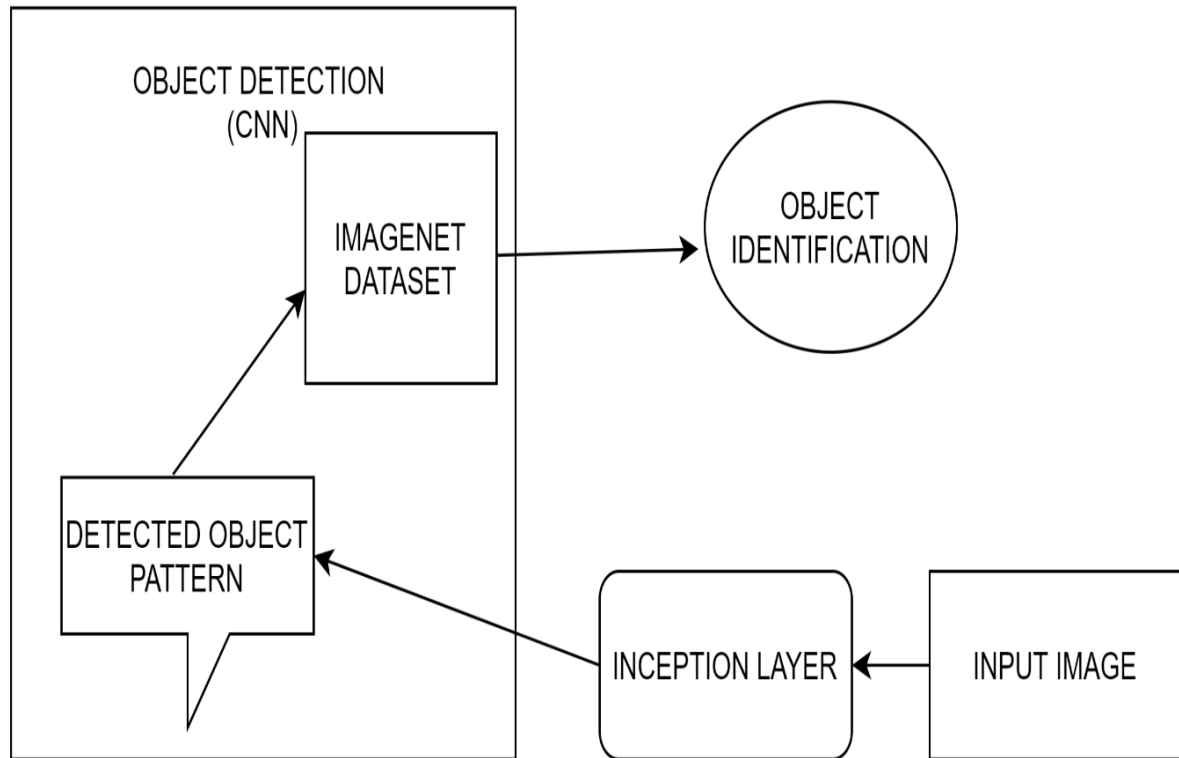 OBJECT DETECTION
(CNN)
IMAGENET
DATASET
OBJECT
IDENTIFICATION
DETECTED OBJECT
PATTERN
INCEPTION LAYER
INPUT IMAGE